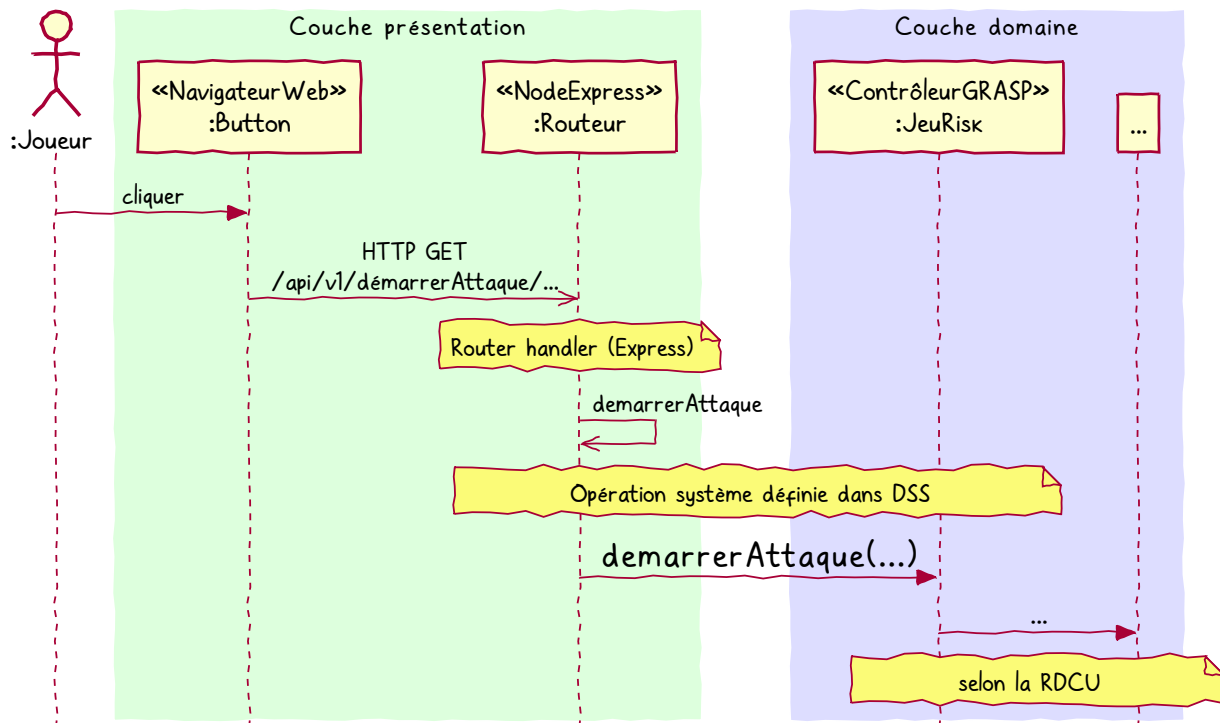 Couche présentation
Couche domaine
:Joueur
«NavigateurWeb»
:Button
«NodeExpress»
:Routeur
«ContrôleurGRASP»
:JeuRisk
...
cliquer
HTTP GET
/api/v1/démarrerAttaque/...
Router handler (Express)
demarrerAttaque
Opération système définie dans DSS
demarrerAttaque(...)
...
selon la RDCU